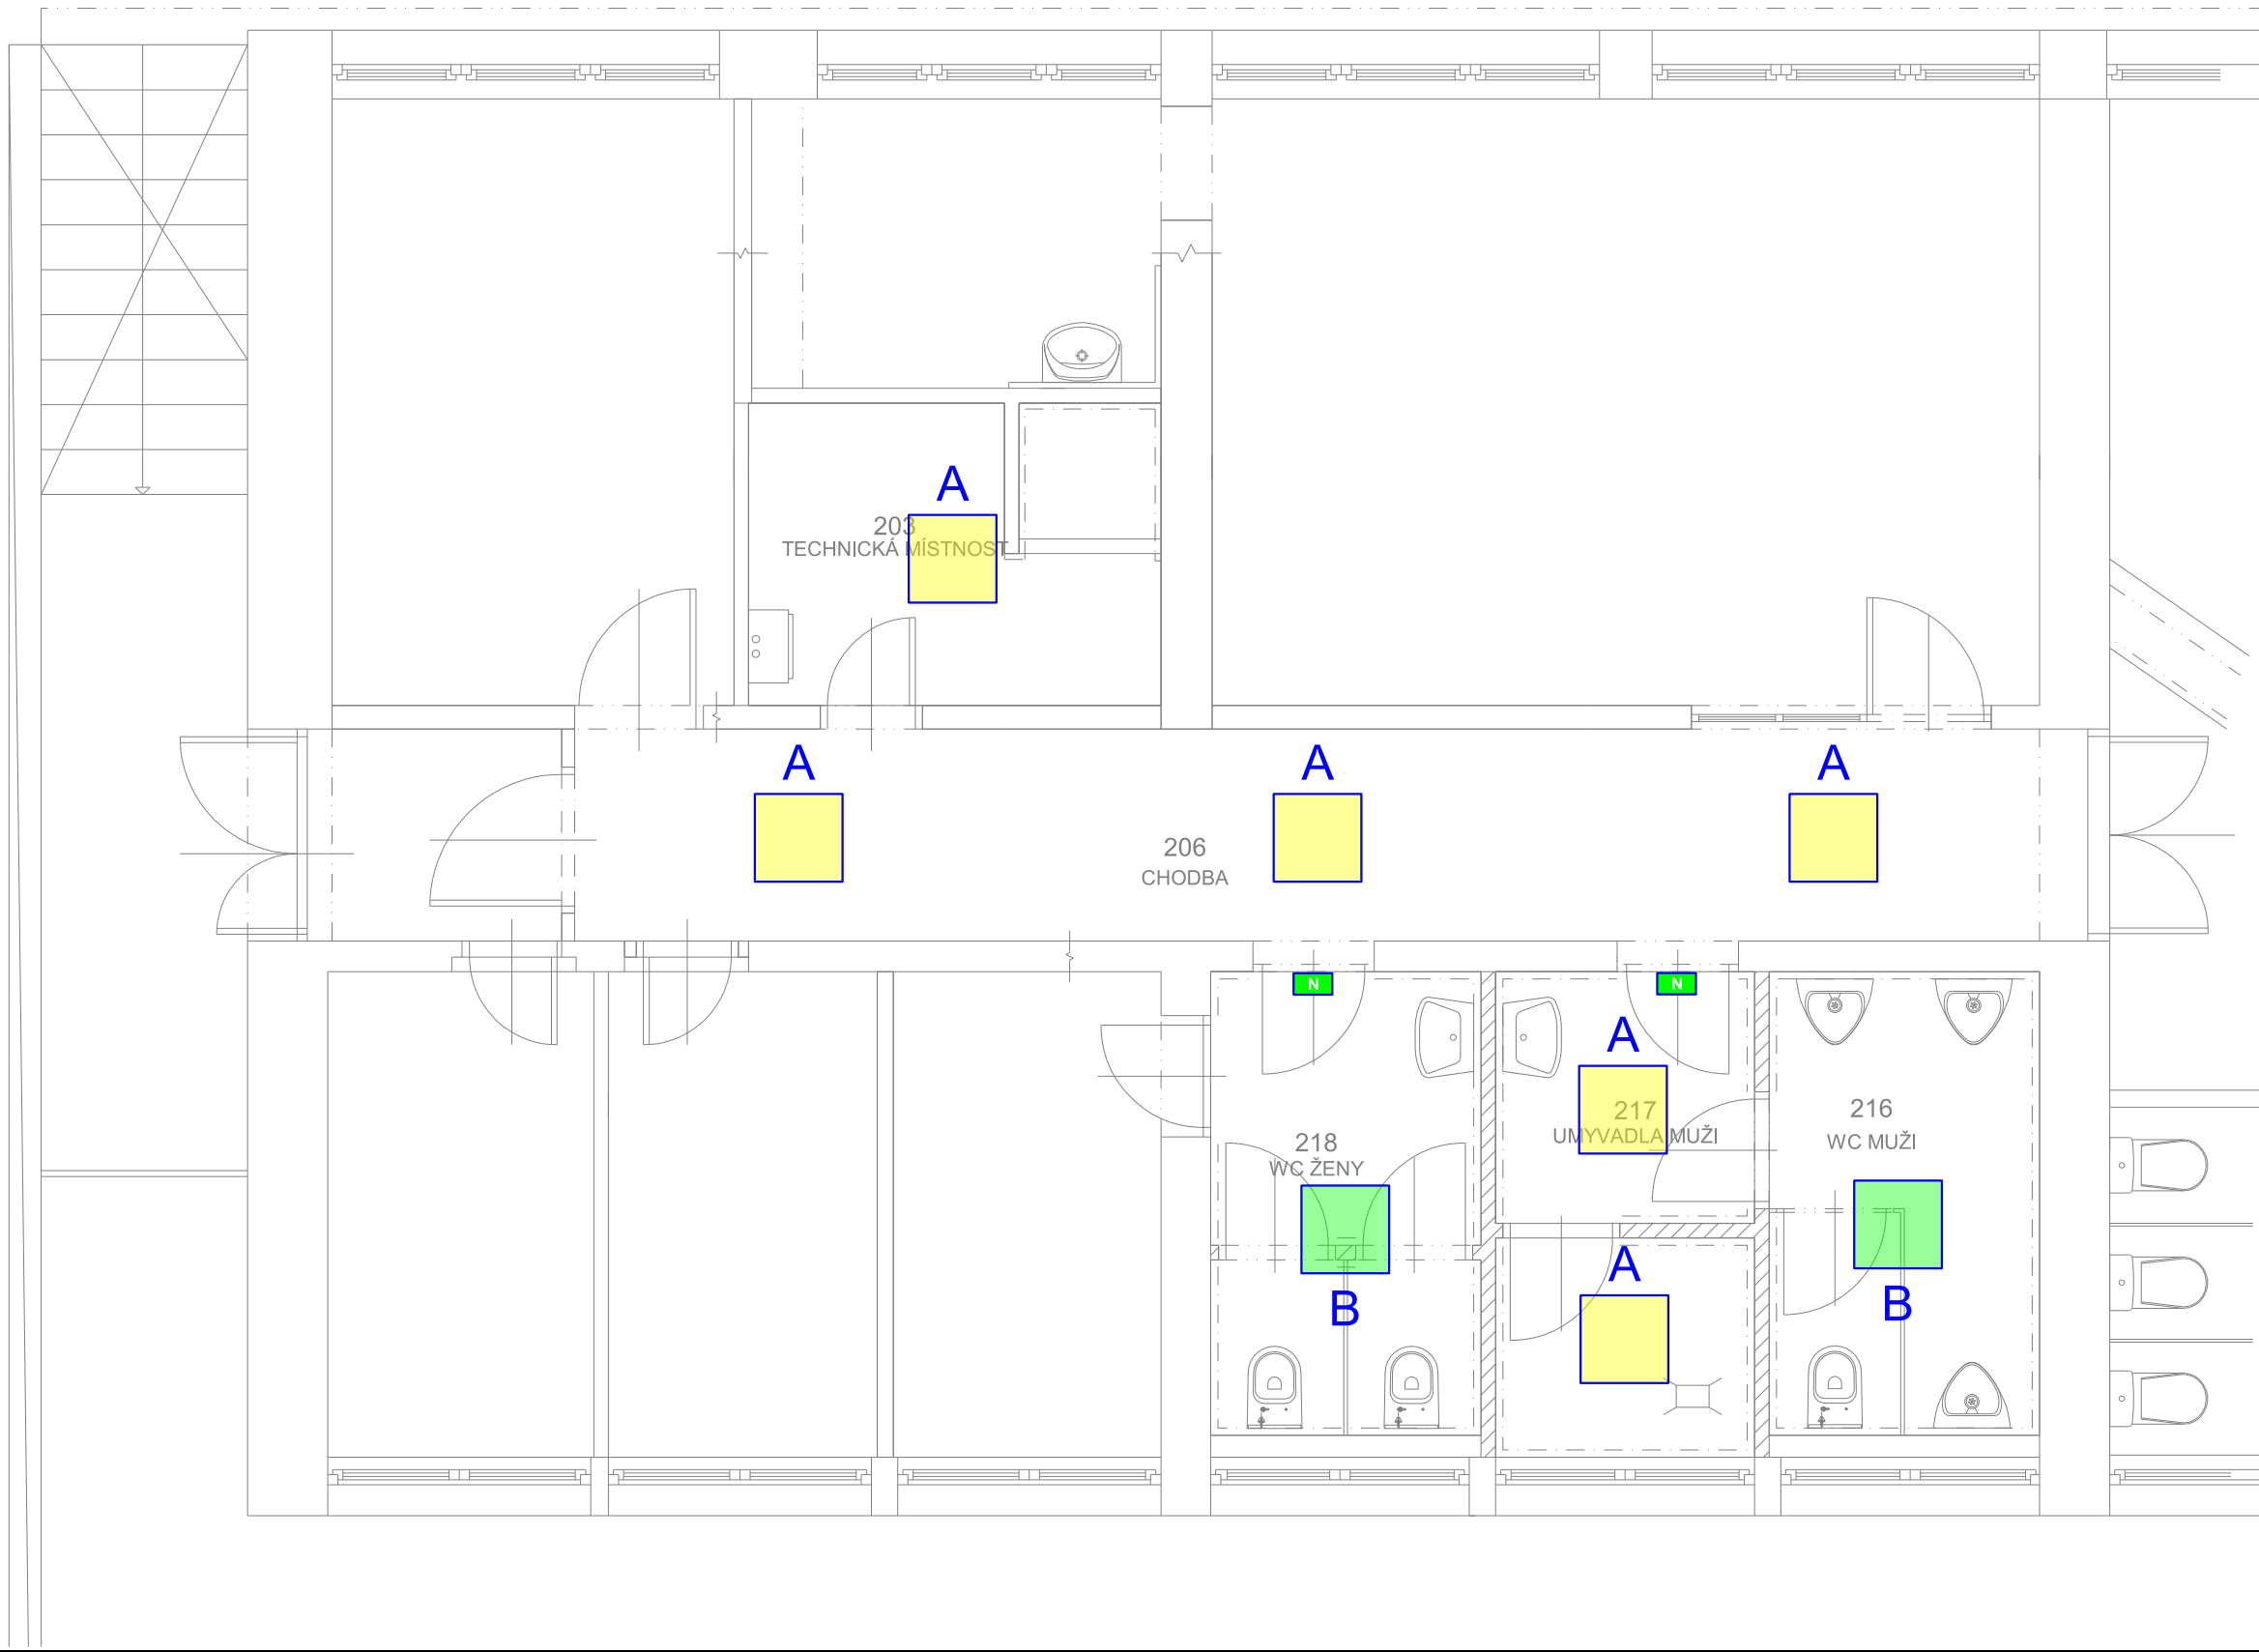 A
203
TECHNICKÁ MÍSTNOST
A
A
A
206
CHODBA
N
N
A
217
UMYVADLA MUŽI
216
WC MUŽI
218
WC ŽENY
A
B
B